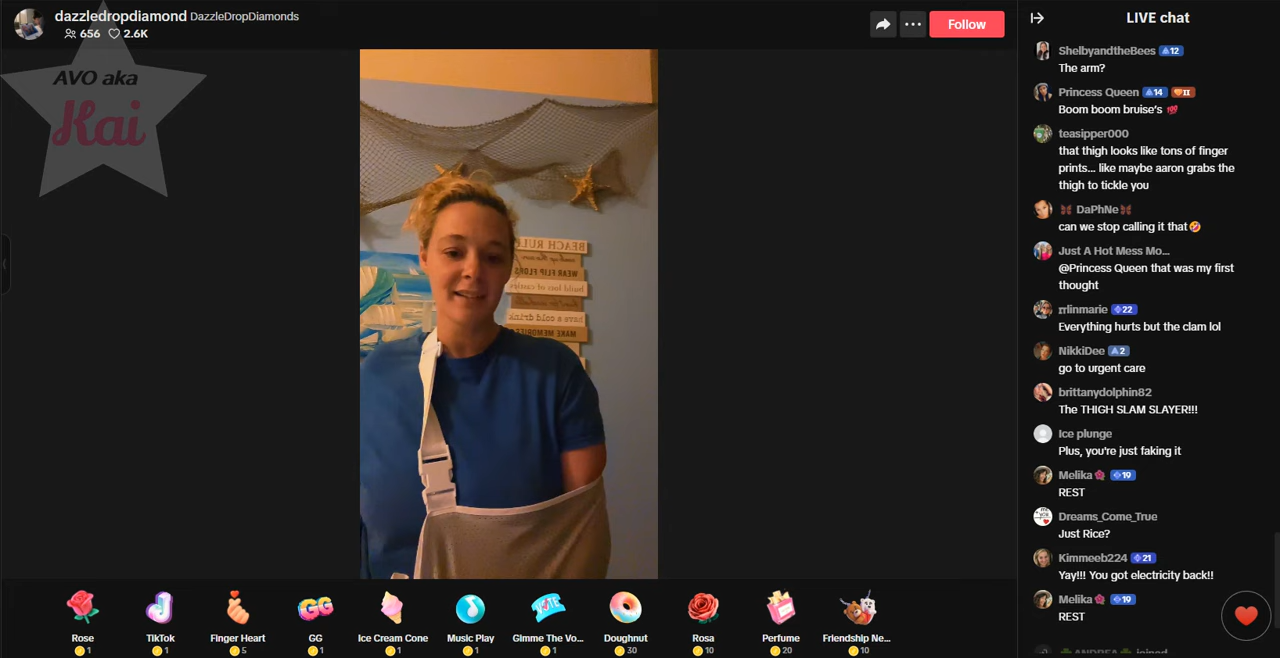 dazzledropdiamond DazzleDropDiamonds
656 2.6K
Follow
AVO aka
Kai
BEACH RULES
WEAR FLIP FLOPS
build lots of castles
have a cold drink
MAKE MEMORIES
LIVE chat
ShelbyandtheBees 12
The arm?
Princess Queen 14 II
Boom boom bruise's 💯
teasipper000
that thigh looks like tons of finger
prints... like maybe aaron grabs the
thigh to tickle you
🦋 DaPhNe🦋
can we stop calling it that🤣
Just A Hot Mess Mo...
@Princess Queen that was my first
thought
rrlinmarie 22
Everything hurts but the clam lol
NikkiDee 2
go to urgent care
brittanydolphin82
The THIGH SLAM SLAYER!!!
Ice plunge
Plus, you're just faking it
Melika🌺 19
REST
Dreams_Come_True
Just Rice?
Kimmeeb224 21
Yay!!! You got electricity back!!
Melika🌺 19
REST
🍀ANDREA🍀 joined
Rose
1
TikTok
1
Finger Heart
5
GG
1
Ice Cream Cone
1
Music Play
1
Gimme The Vo...
1
Doughnut
30
Rosa
10
Perfume
20
Friendship Ne...
10